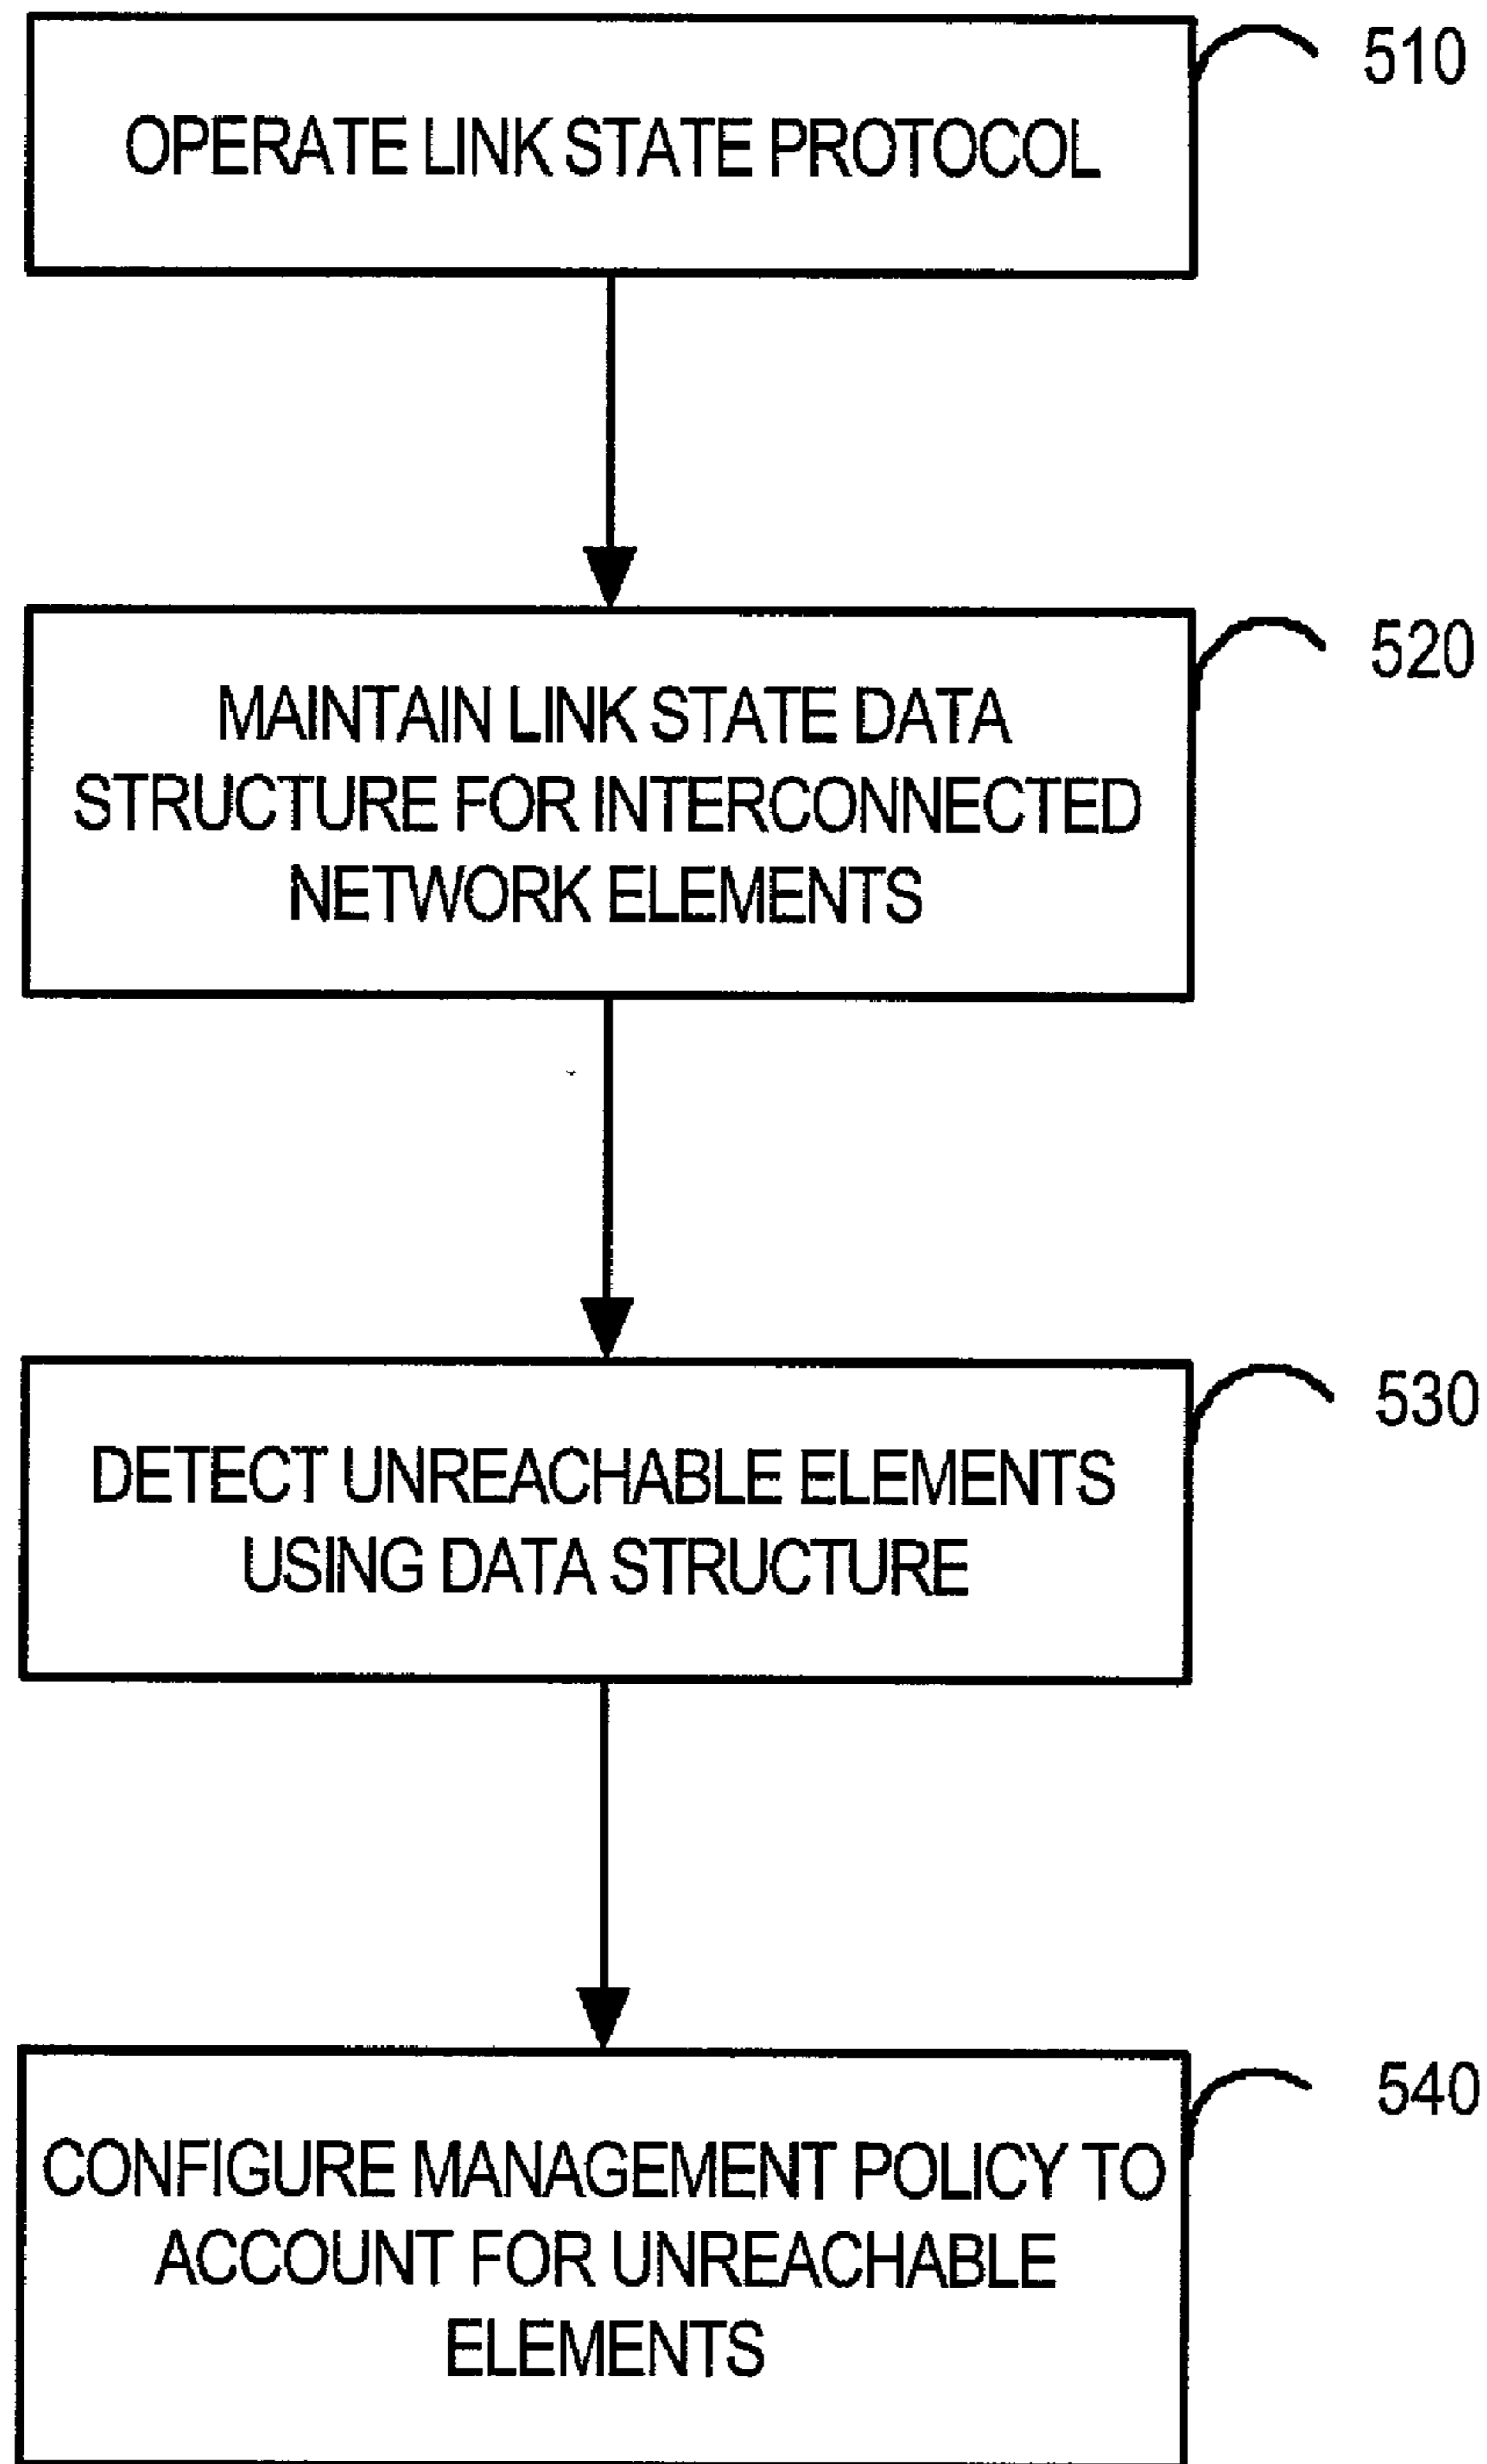 510
OPERATE LINK STATE PROTOCOL
520
MAINTAIN LINK STATE DATA
STRUCTURE FOR INTERCONNECTED
NETWORK ELEMENTS
530
DETECT UNREACHABLE ELEMENTS
USING DATA STRUCTURE
540
CONFIGURE MANAGEMENT POLICY TO
ACCOUNT FOR UNREACHABLE
ELEMENTS